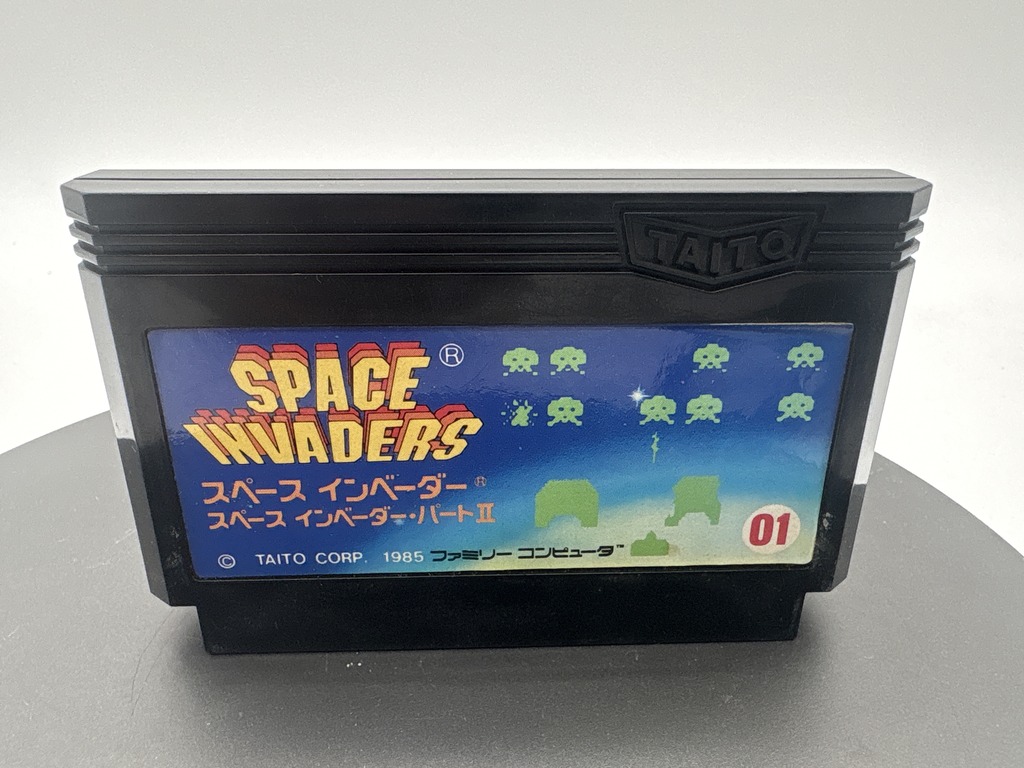 TAITO
SPACE ®
INVADERS
スペース インベーダー ®
スペース インベーダー・パートⅡ
© TAITO CORP. 1985 ファミリー コンピュータ™
01